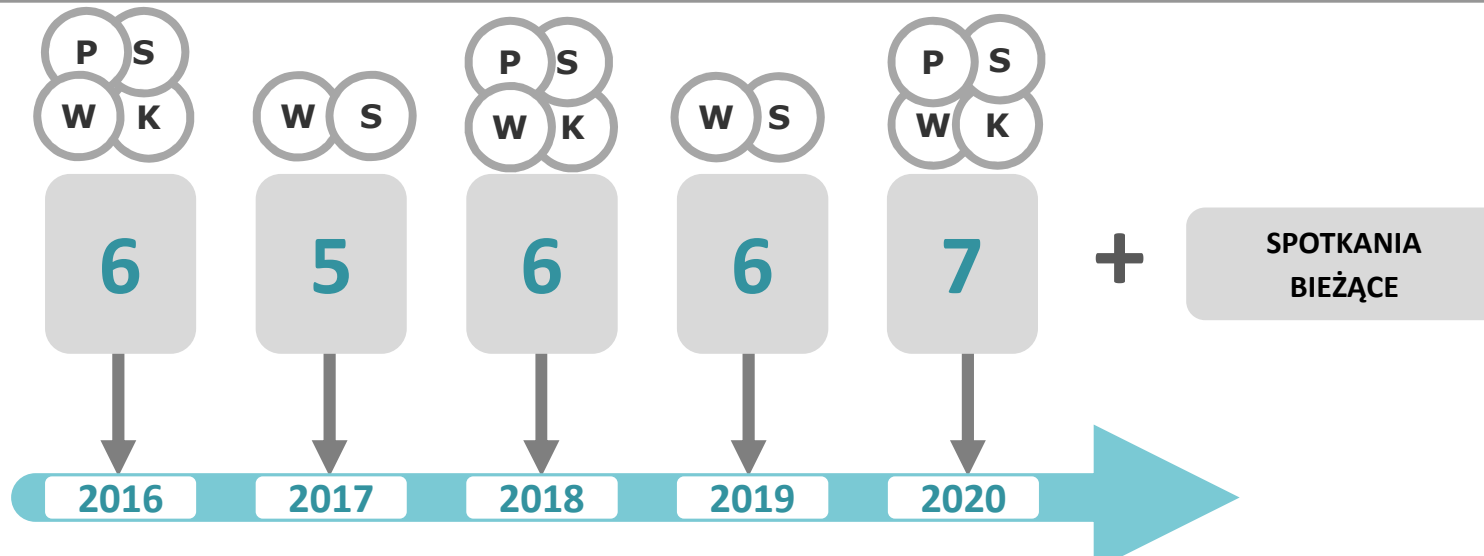 P S
W K
W S
P S
W K
W S
P S
W K
6
5
6
6
7
+
SPOTKANIA
BIEŻĄCE
2016
2017
2018
2019
2020